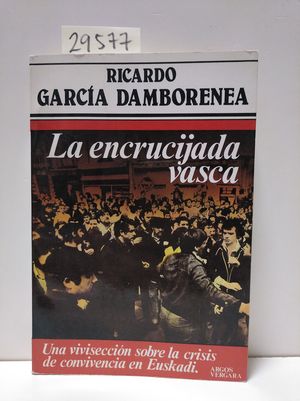 29577
RICARDO
GARCÍA DAMBORENEA
La encrucijada
vasca
Una vivisección sobre la crisis
de convivencia en Euskadi.
ARGOS
VERGARA